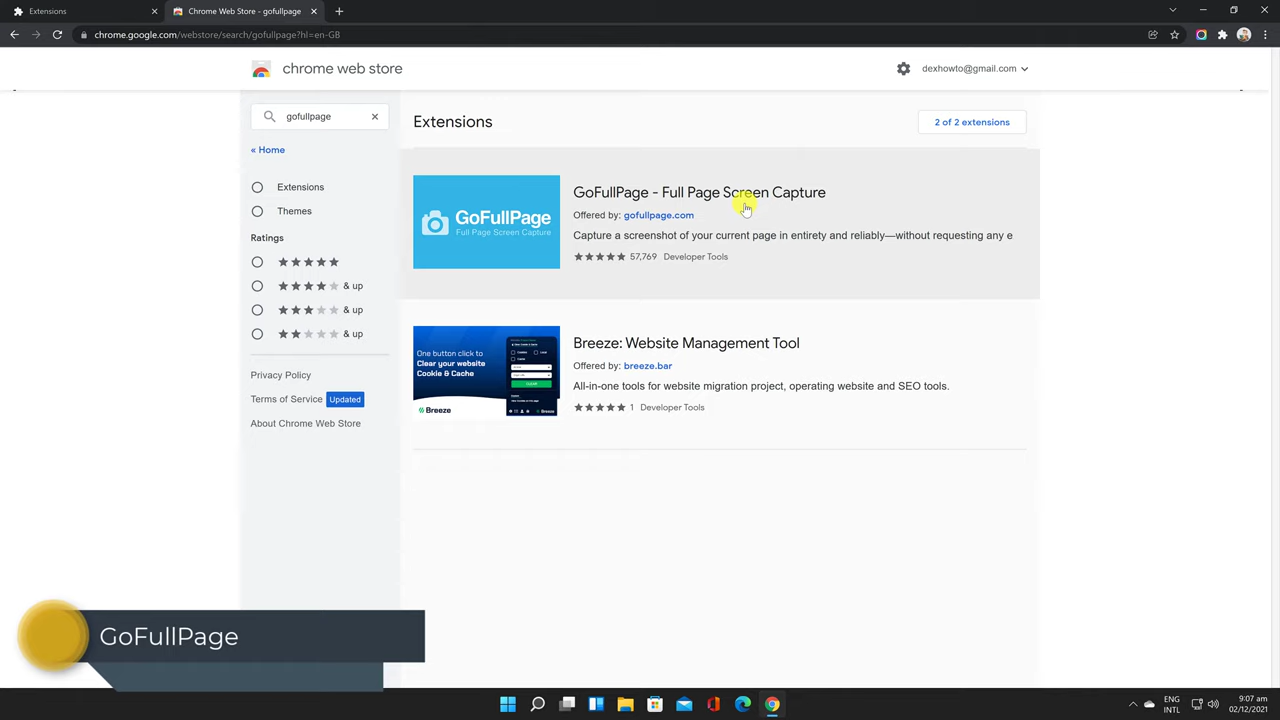 Extensions
Chrome Web Store - gofullpage
chrome.google.com/webstore/search/gofullpage?hl=en-GB
chrome web store
dexhowto@gmail.com
gofullpage
« Home
Extensions
Themes
Ratings
& up
& up
& up
Privacy Policy
Terms of Service Updated
About Chrome Web Store
Extensions
2 of 2 extensions
GoFullPage
Full Page Screen Capture
GoFullPage - Full Page Screen Capture
Offered by: gofullpage.com
Capture a screenshot of your current page in entirety and reliably—without requesting any e
57,769 Developer Tools
One button click to
Clear your website
Cookie & Cache
CLEAR
Breeze
Breeze: Website Management Tool
Offered by: breeze.bar
All-in-one tools for website migration project, operating website and SEO tools.
1 Developer Tools
GoFullPage
ENG
INTL
9:07 am
02/12/2021